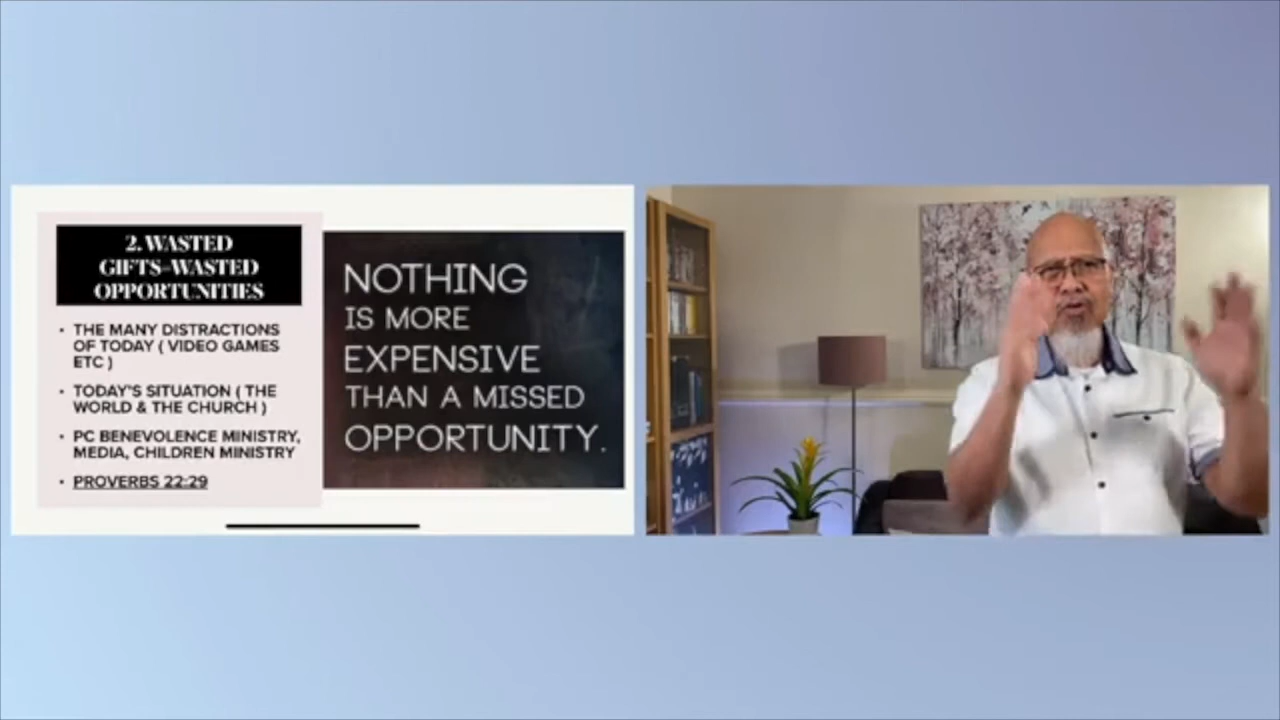 2. WASTED
GIFTS=WASTED
OPPORTUNITIES
• THE MANY DISTRACTIONS
OF TODAY ( VIDEO GAMES
ETC )
• TODAY'S SITUATION ( THE
WORLD & THE CHURCH )
• PC BENEVOLENCE MINISTRY,
MEDIA, CHILDREN MINISTRY
• PROVERBS 22:29
NOTHING
IS MORE
EXPENSIVE
THAN A MISSED
OPPORTUNITY.